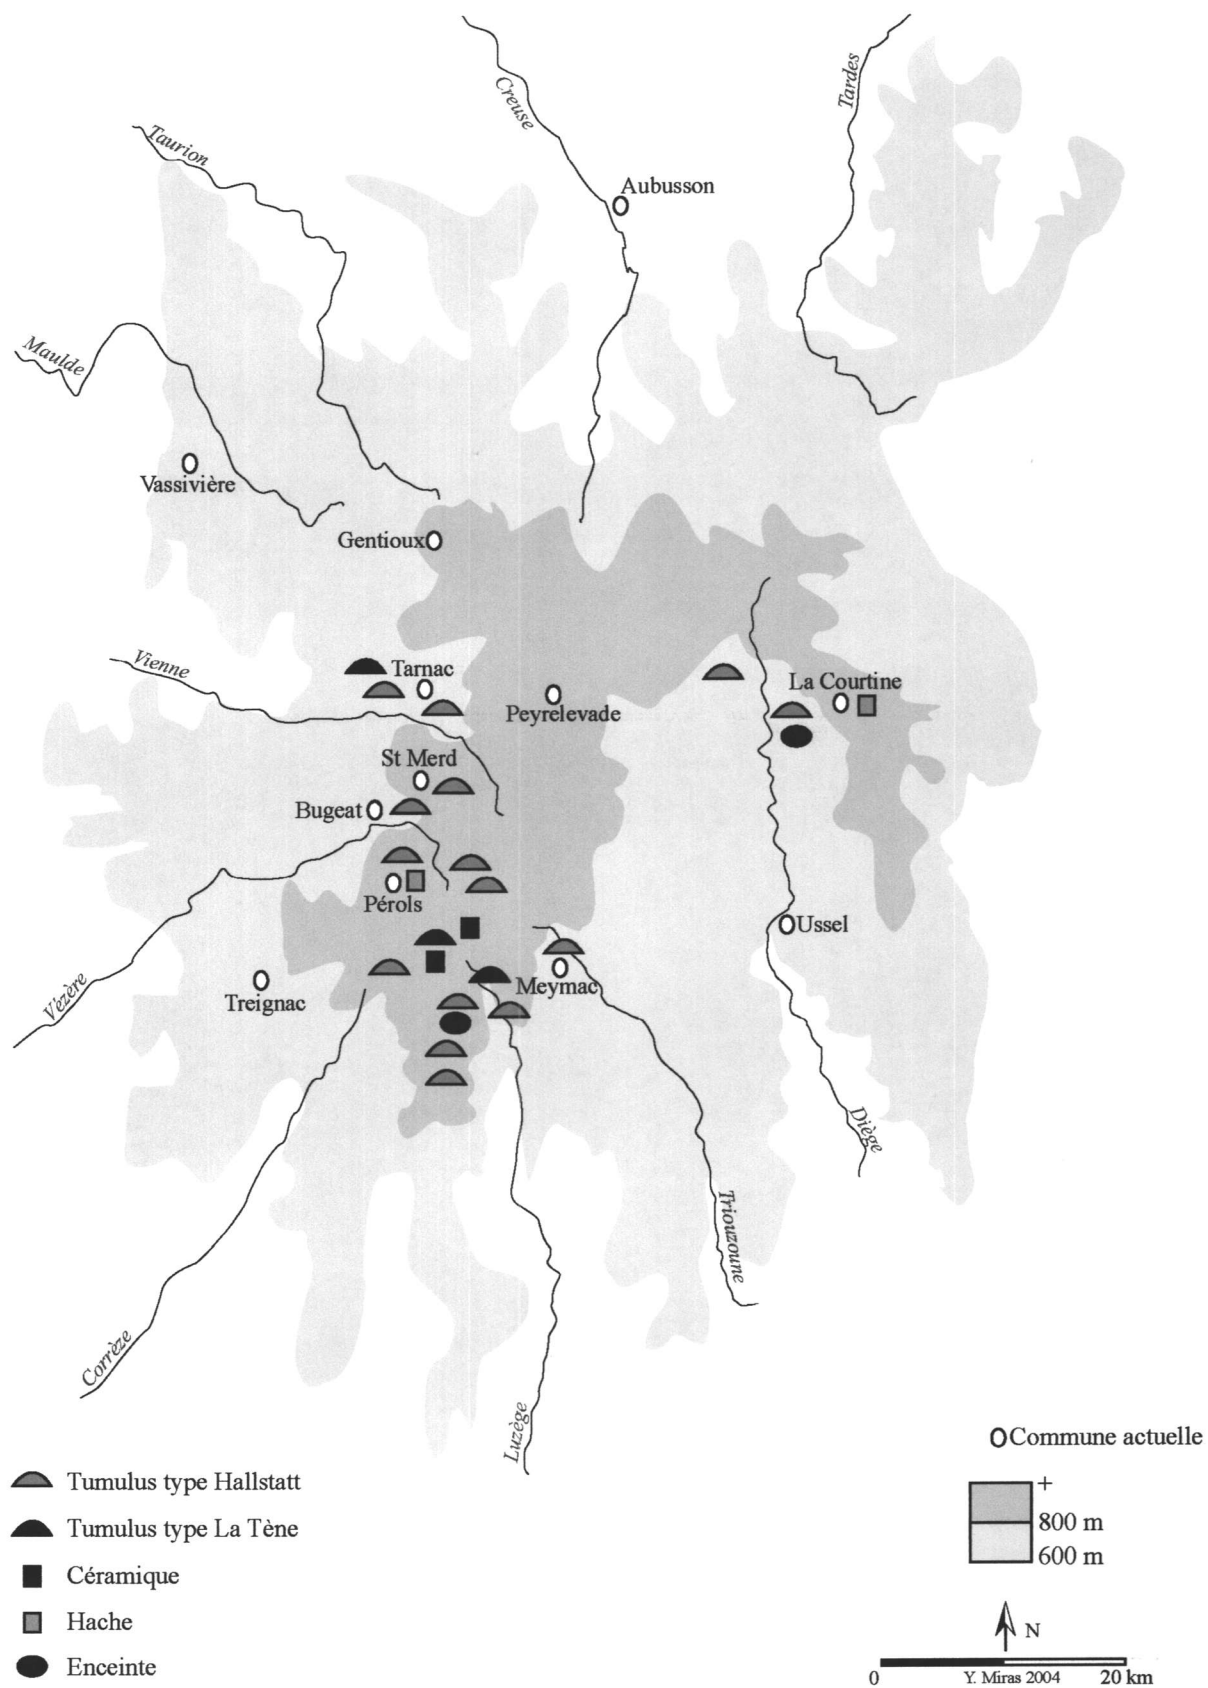 Creuse
Tardes
Taurion
Aubusson
Maulde
Vassivière
Gentioux
Vienne
Tarnac
Peyrelevade
La Courtine
St Merd
Bugeat
Pérols
Ussel
Vézère
Treignac
Meymac
Diège
Triouzoune
Corrèze
Luzège
Commune actuelle
+
800 m
600 m
Tumulus type Hallstatt
Tumulus type La Tène
Céramique
Hache
Enceinte
N
0 Y. Miras 2004 20 km